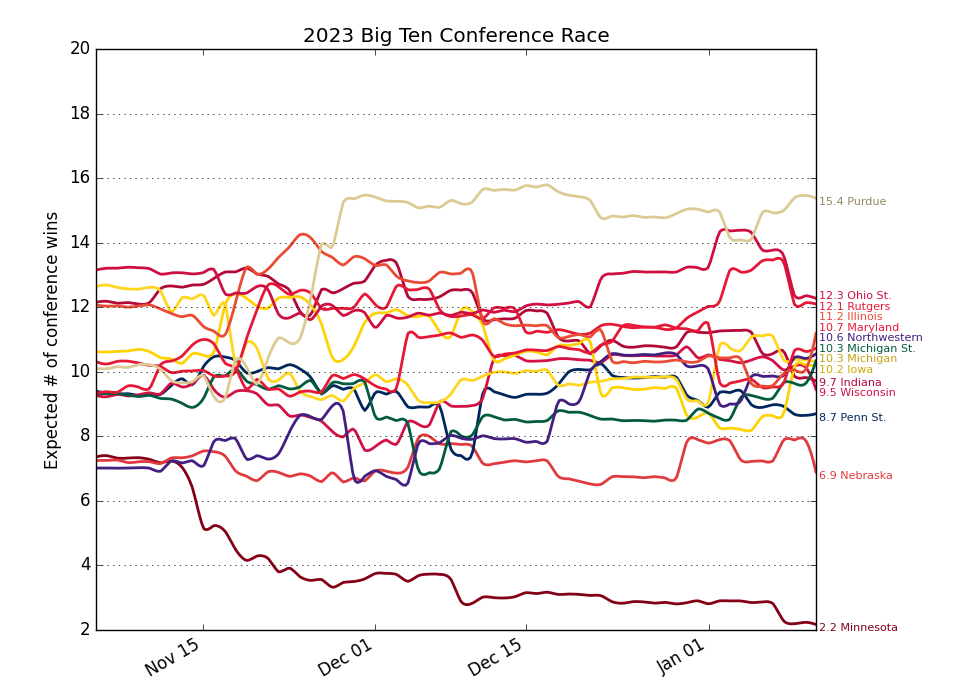 2023 Big Ten Conference Race
Expected # of conference wins
20
18
16
14
12
10
8
6
4
2
Nov 15
Dec 01
Dec 15
Jan 01
15.4 Purdue
12.3 Ohio St.
12.1 Rutgers
11.2 Illinois
10.7 Maryland
10.6 Northwestern
10.3 Michigan St.
10.3 Michigan
10.2 Iowa
9.7 Indiana
9.5 Wisconsin
8.7 Penn St.
6.9 Nebraska
2.2 Minnesota